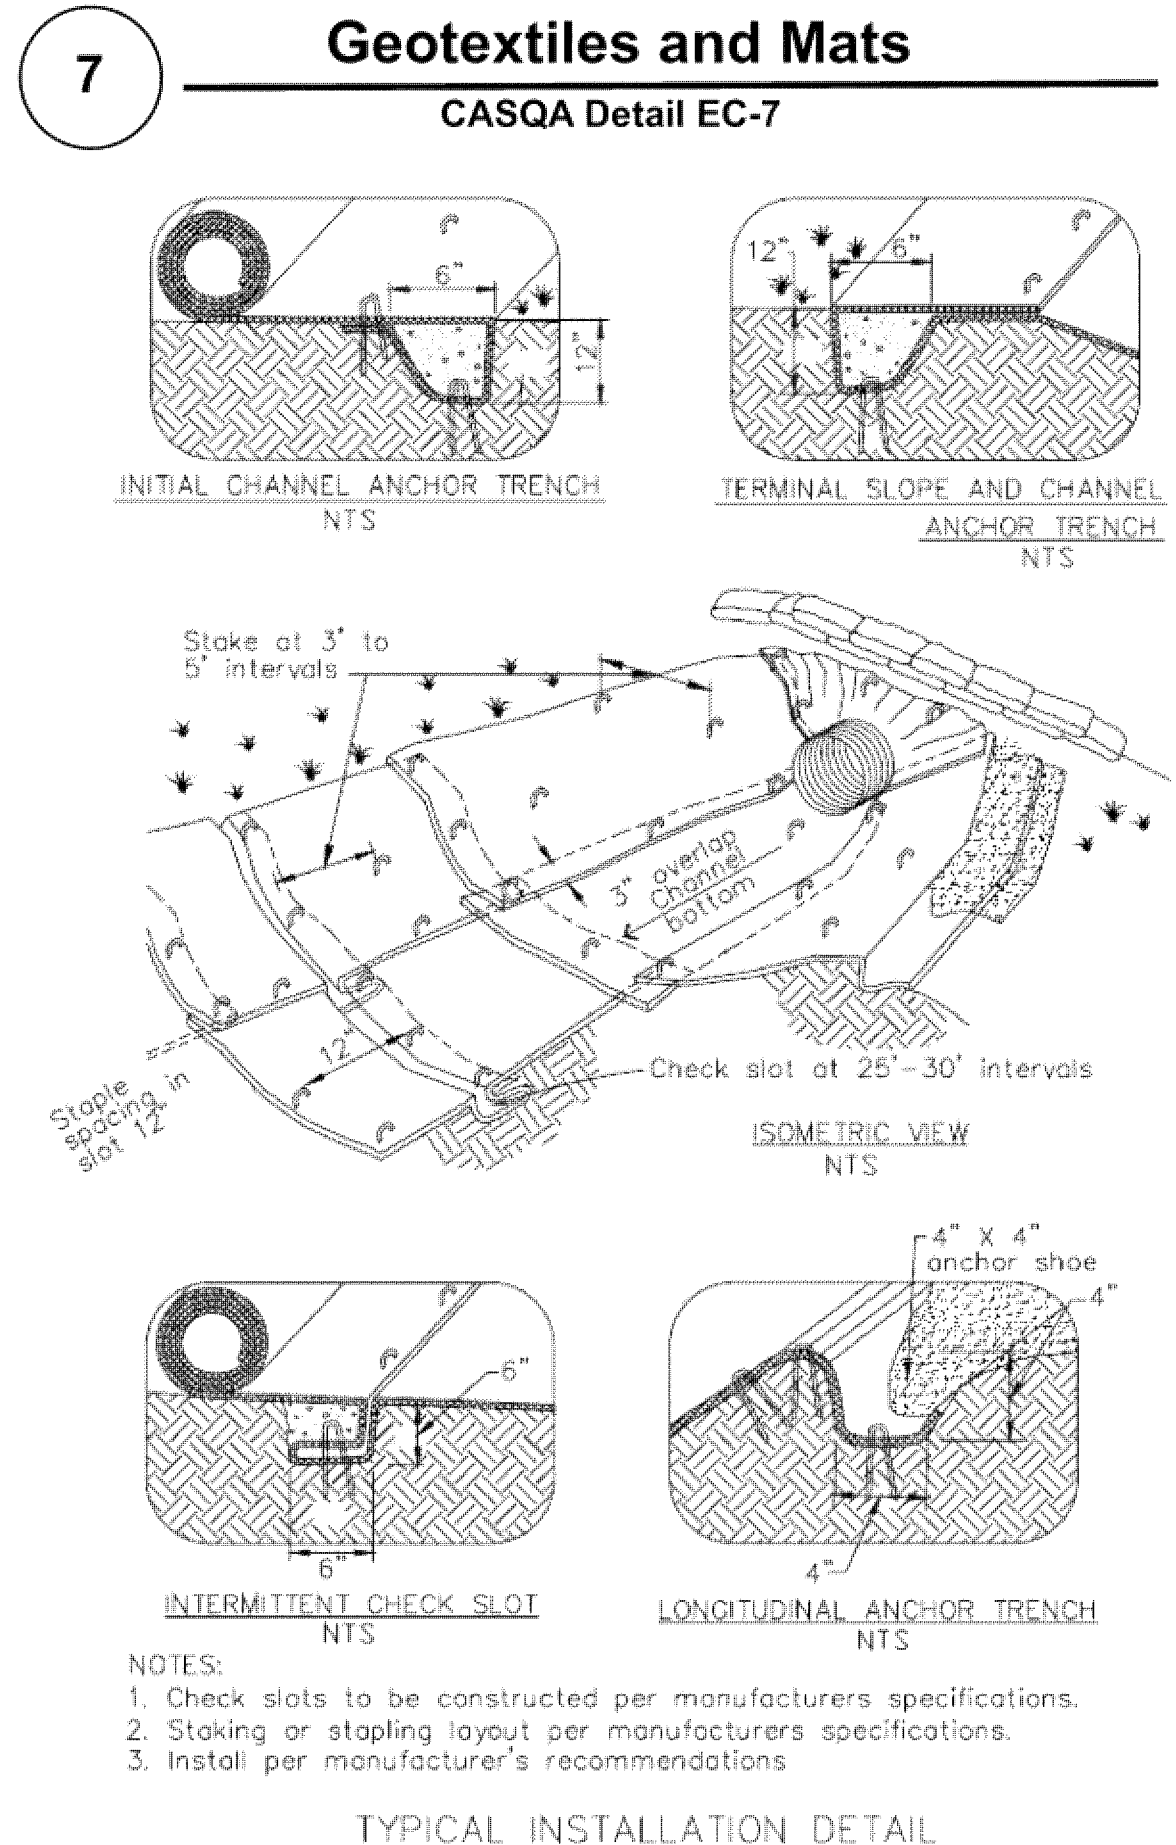 7
Geotextiles and Mats
CASQA Detail EC-7
6"
12"
INITIAL CHANNEL ANCHOR TRENCH
NTS
12"
6"
TERMINAL SLOPE AND CHANNEL
ANCHOR TRENCH
NTS
Stake at 3' to
5' intervals
3" overlap
Channel
bottom
12"
Staple
spacing in
slot 12"
Check slot at 25'-30' intervals
ISOMETRIC VIEW
NTS
6"
6"
INTERMITTENT CHECK SLOT
NTS
4" X 4"
anchor shoe
4"
4"
LONGITUDINAL ANCHOR TRENCH
NTS
NOTES:
1. Check slots to be constructed per manufacturers specifications.
2. Staking or stapling layout per manufacturers specifications.
3. Install per manufacturer's recommendations
TYPICAL INSTALLATION DETAIL